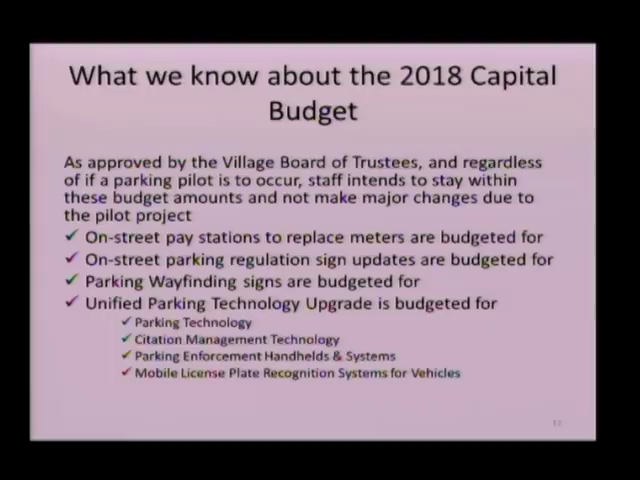 What we know about the 2018 Capital
Budget
As approved by the Village Board of Trustees, and regardless
of if a parking pilot is to occur, staff intends to stay within
these budget amounts and not make major changes due to
the pilot project
✓ On-street pay stations to replace meters are budgeted for
✓ On-street parking regulation sign updates are budgeted for
✓ Parking Wayfinding signs are budgeted for
✓ Unified Parking Technology Upgrade is budgeted for
✓ Parking Technology
✓ Citation Management Technology
✓ Parking Enforcement Handhelds & Systems
✓ Mobile License Plate Recognition Systems for Vehicles